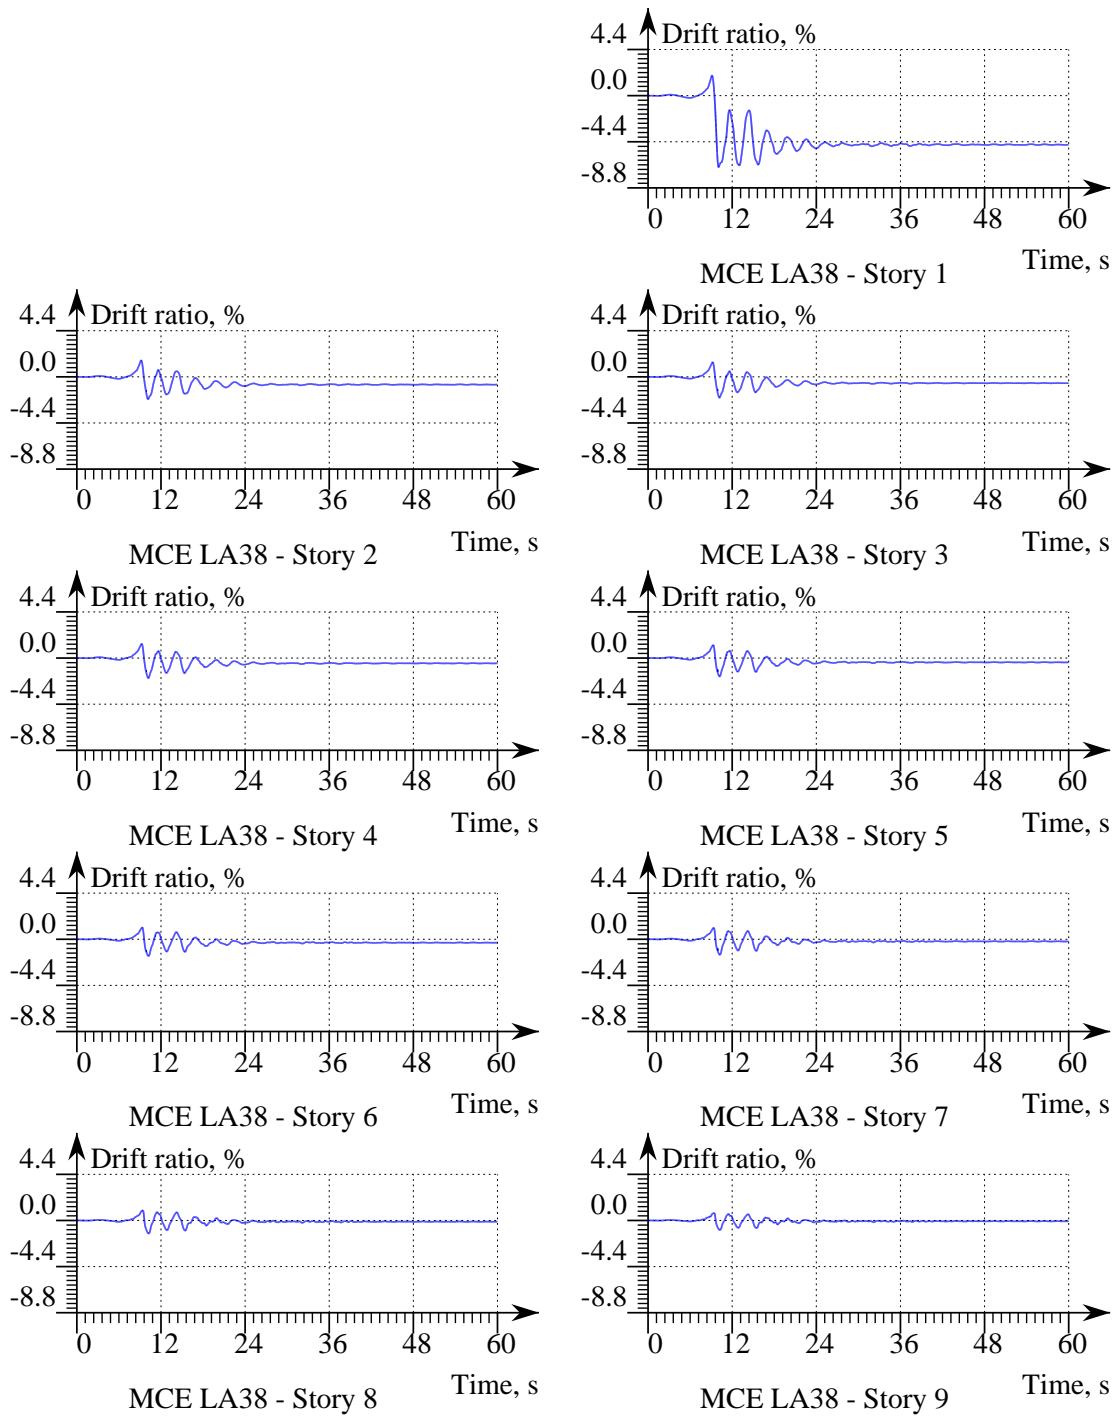 4.4
Drift ratio, %
0.0
-4.4
-8.8
0 12 24 36 48 60
Time, s
MCE LA38 - Story 1
4.4
Drift ratio, %
0.0
-4.4
-8.8
0 12 24 36 48 60
Time, s
MCE LA38 - Story 2
4.4
Drift ratio, %
0.0
-4.4
-8.8
0 12 24 36 48 60
Time, s
MCE LA38 - Story 3
4.4
Drift ratio, %
0.0
-4.4
-8.8
0 12 24 36 48 60
Time, s
MCE LA38 - Story 4
4.4
Drift ratio, %
0.0
-4.4
-8.8
0 12 24 36 48 60
Time, s
MCE LA38 - Story 5
4.4
Drift ratio, %
0.0
-4.4
-8.8
0 12 24 36 48 60
Time, s
MCE LA38 - Story 6
4.4
Drift ratio, %
0.0
-4.4
-8.8
0 12 24 36 48 60
Time, s
MCE LA38 - Story 7
4.4
Drift ratio, %
0.0
-4.4
-8.8
0 12 24 36 48 60
Time, s
MCE LA38 - Story 8
4.4
Drift ratio, %
0.0
-4.4
-8.8
0 12 24 36 48 60
Time, s
MCE LA38 - Story 9